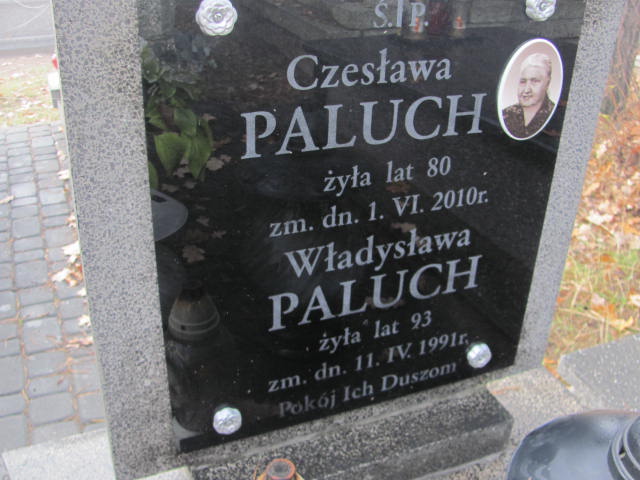 Ś.†P.
Czesława
PALUCH
żyła lat 80
zm. dn. 1. VI. 2010r.
Władysława
PALUCH
żyła lat 93
zm. dn. 11. IV. 1991r.
Pokój Ich Duszom